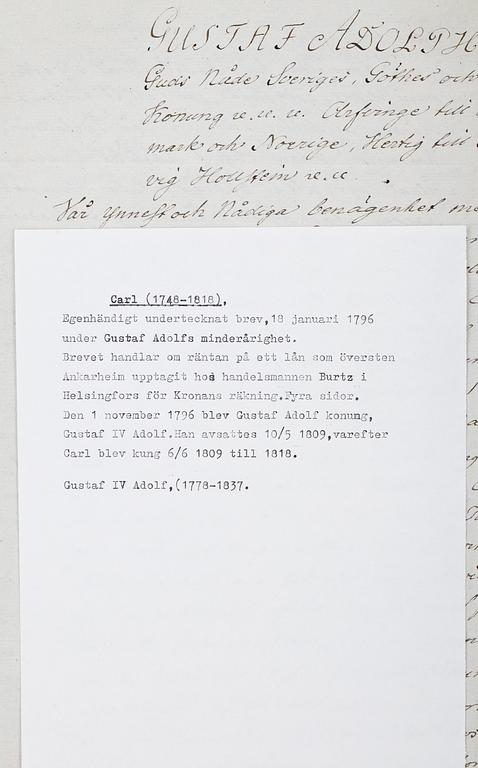 GUSTAF ADOLPH
Guds Nåde Sveriges, Göthes och
Konung &c. &c. &c. Arfvinge till
mark och Norrige, Hertig till
vig Hollstein &c. &c.
Vår ynnest och Nådiga benägenhet me
Carl (1748-1818),
Egenhändigt undertecknat brev,18 januari 1796
under Gustaf Adolfs minderårighet.
Brevet handlar om räntan på ett lån som översten
Ankarheim upptagit hos handelsmannen Burtz i
Helsingfors för Kronans räkning.Fyra sidor.
Den 1 november 1796 blev Gustaf Adolf konung,
Gustaf IV Adolf.Han avsattes 10/5 1809,varefter
Carl blev kung 6/6 1809 till 1818.
Gustaf IV Adolf,(1778-1837.